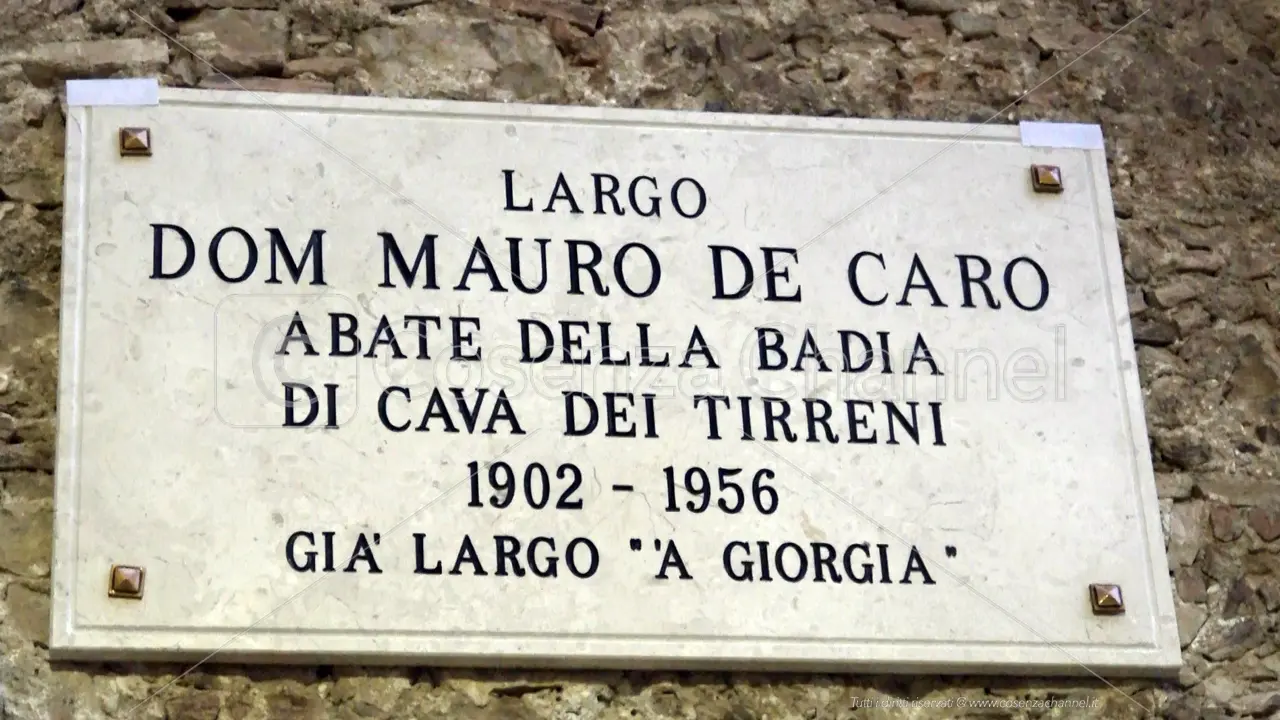 LARGO
DOM MAURO DE CARO
ABATE DELLA BADIA
DI CAVA DEI TIRRENI
1902 - 1956
GIA' LARGO "'A GIORGIA"
© Cosenza Channel
Tutti i diritti riservati @ www.cosenzachannel.it